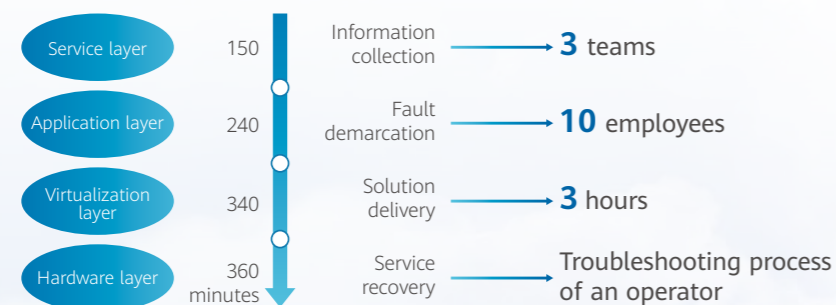 Service layer
150
Information
collection
3 teams
Application layer
240
Fault
demarcation
10 employees
Virtualization
layer
340
Solution
delivery
3 hours
Hardware layer
360
minutes
Service
recovery
Troubleshooting process
of an operator